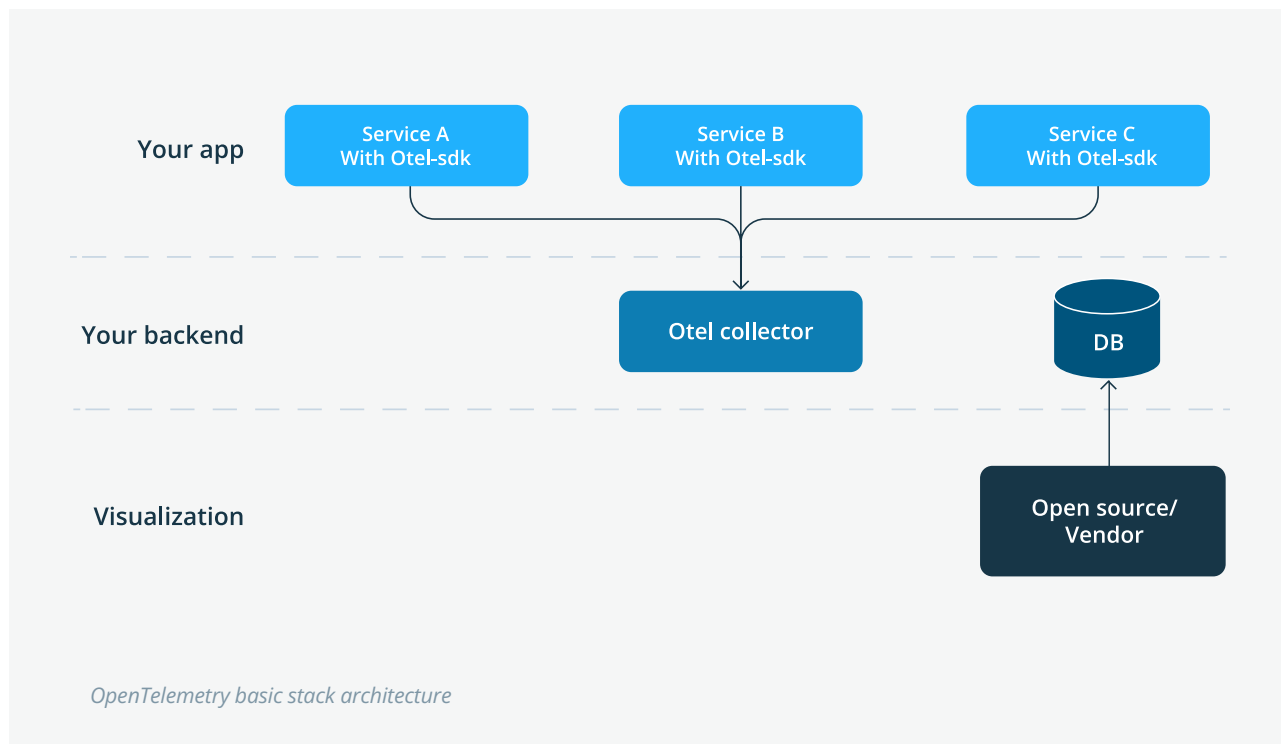 Your app
Service A
With Otel-sdk
Service B
With Otel-sdk
Service C
With Otel-sdk
Your backend
Otel collector
DB
Visualization
Open source/
Vendor
OpenTelemetry basic stack architecture